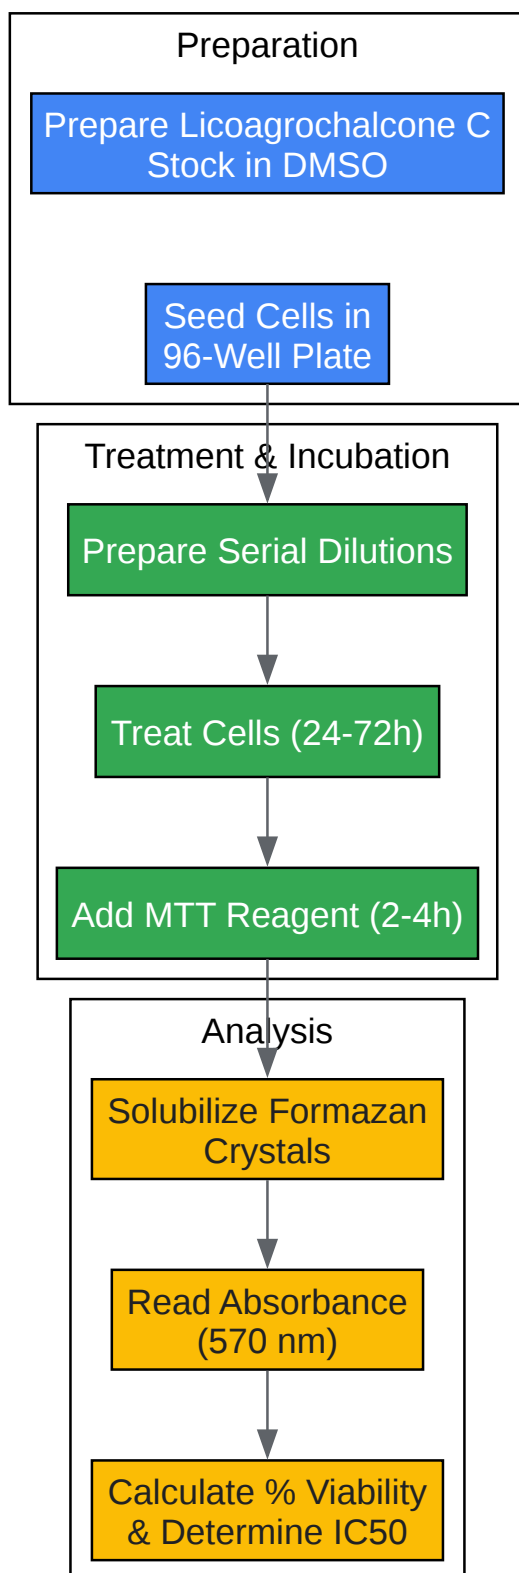 Preparation
Prepare Licoagrochalcone C
Stock in DMSO
Seed Cells in
96-Well Plate
Treatment & Incubation
Prepare Serial Dilutions
Treat Cells (24-72h)
Add MTT Reagent (2-4h)
Analysis
Solubilize Formazan
Crystals
Read Absorbance
(570 nm)
Calculate % Viability
& Determine IC50